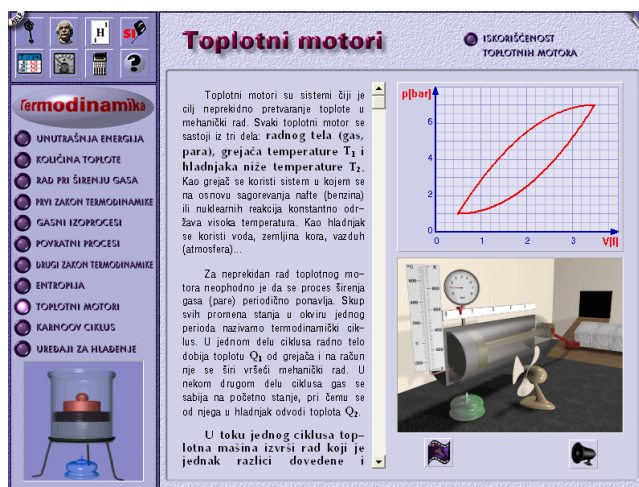 H
SI
?
Toplotni motori
ISKORIŠĆENOST
TOPLOTNIH MOTORA
Termodinamika
UNUTRAŠNJA ENERGIJA
KOLIČINA TOPLOTE
RAD PRI ŠIRENJU GASA
PRVI ZAKON TERMODINAMIKE
GASNI IZOPROCESI
POVRATNI PROCESI
DRUGI ZAKON TERMODINAMIKE
ENTROPIJA
TOPLOTNI MOTORI
KARNOOV CIKLUS
UREĐAJI ZA HLAĐENJE
Toplotni motori su sistemi čiji je
cilj neprekidno pretvaranje toplote u
mehanički rad. Svaki toplotni motor se
sastoji iz tri dela: radnog tela (gas,
para), grejača temperature T₁ i
hladnjaka niže temperature T₂.
Kao grejač se koristi sistem u kojem se
na osnovu sagorevanja nafte (benzina)
ili nuklearnih reakcija konstantno odr–
žava visoka temperatura. Kao hladnjak
se koristi voda, zemljina kora, vazduh
(atmosfera)...
Za neprekidan rad toplotnog mo–
tora neophodno je da se proces širenja
gasa (pare) periodično ponavlja. Skup
svih promena stanja u okviru jednog
perioda nazivamo termodinamički cik–
lus. U jednom delu ciklusa radno telo
dobija toplotu Q₁ od grejača i na račun
nje se širi vršeći mehanički rad. U
nekom drugom delu ciklusa gas se
sabija na početno stanje, pri čemu se
od njega u hladnjak odvodi toplota Q₂.
U toku jednog ciklusa top–
lotna mašina izvrši rad koji je
jednak razlici dovedene i
p[bar]
6
4
2
0
0 1 2 3 V[l]